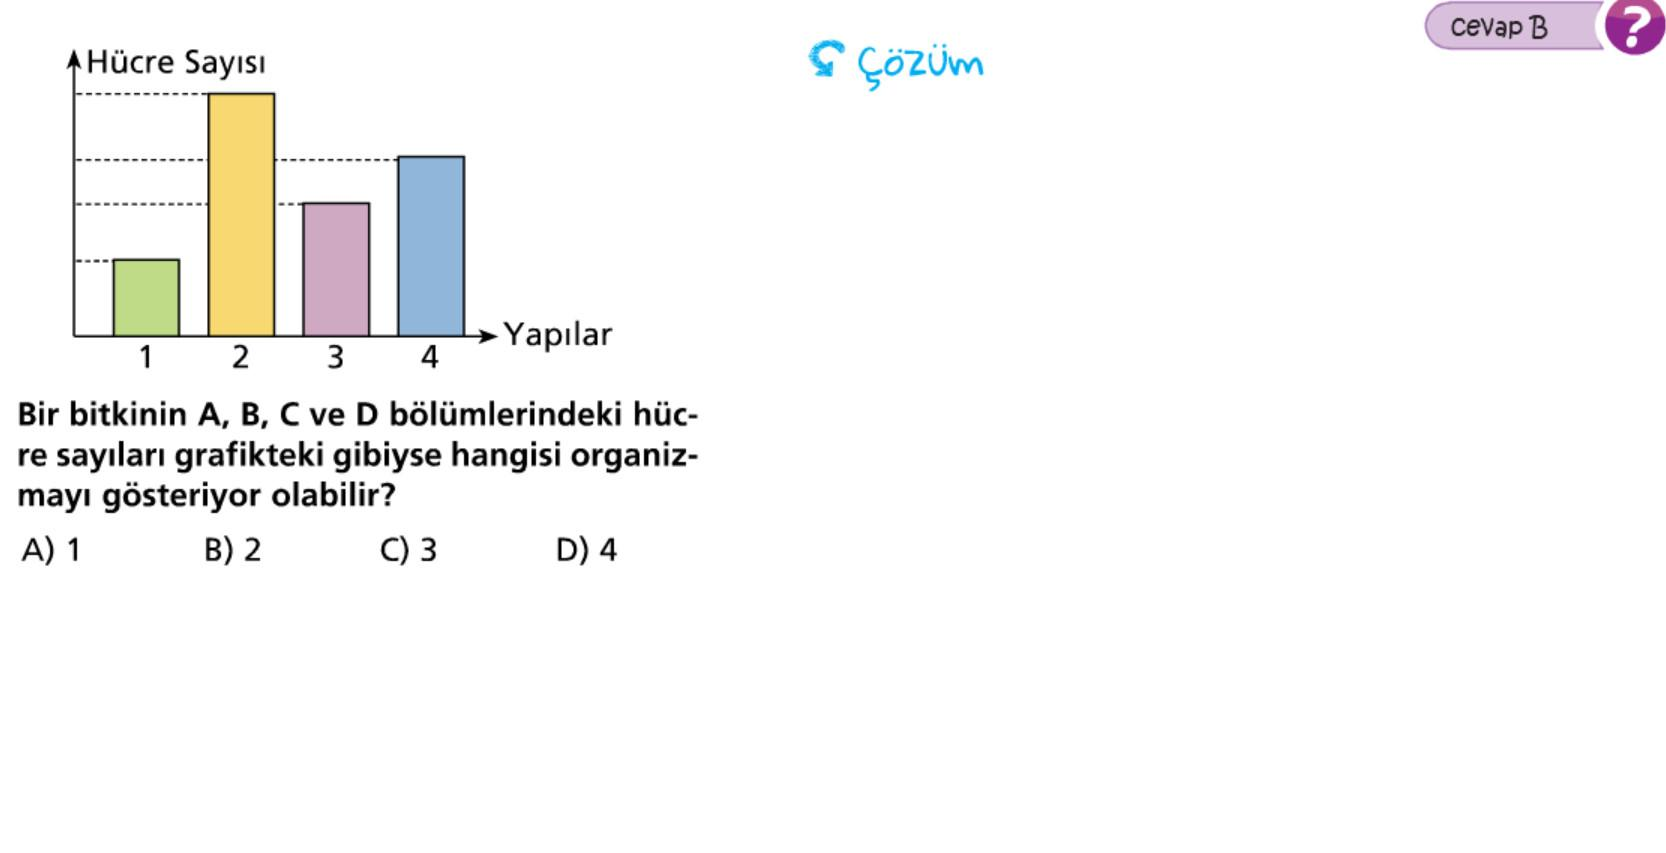 cevap B
?
Çözüm
Hücre Sayısı
Yapılar
1 2 3 4
Bir bitkinin A, B, C ve D bölümlerindeki hüc-
re sayıları grafikteki gibiyse hangisi organiz-
mayı gösteriyor olabilir?
A) 1 B) 2 C) 3 D) 4